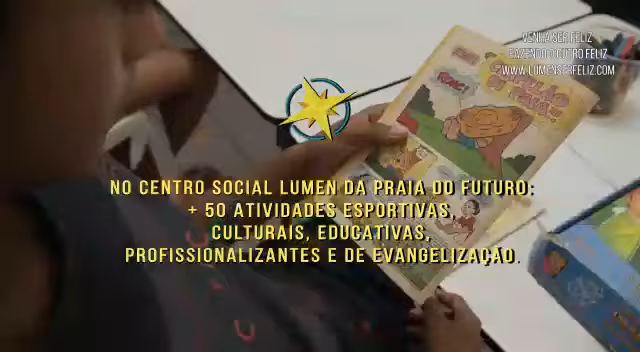 VENHA SER FELIZ
FAZENDO O OUTRO FELIZ
WWW.LUMENSERFELIZ.COM
NO CENTRO SOCIAL LUMEN DA PRAIA DO FUTURO:
+ 50 ATIVIDADES ESPORTIVAS,
CULTURAIS, EDUCATIVAS,
PROFISSIONALIZANTES E DE EVANGELIZAÇÃO.